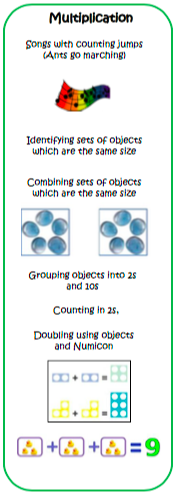 Multiplication
Songs with counting jumps
(Ants go marching)
Identifying sets of objects
which are the same size
Combining sets of objects
which are the same size
Grouping objects into 2s
and 10s
Counting in 2s.
Doubling using objects
and Numicon
+ =
+ =
+ + = 9